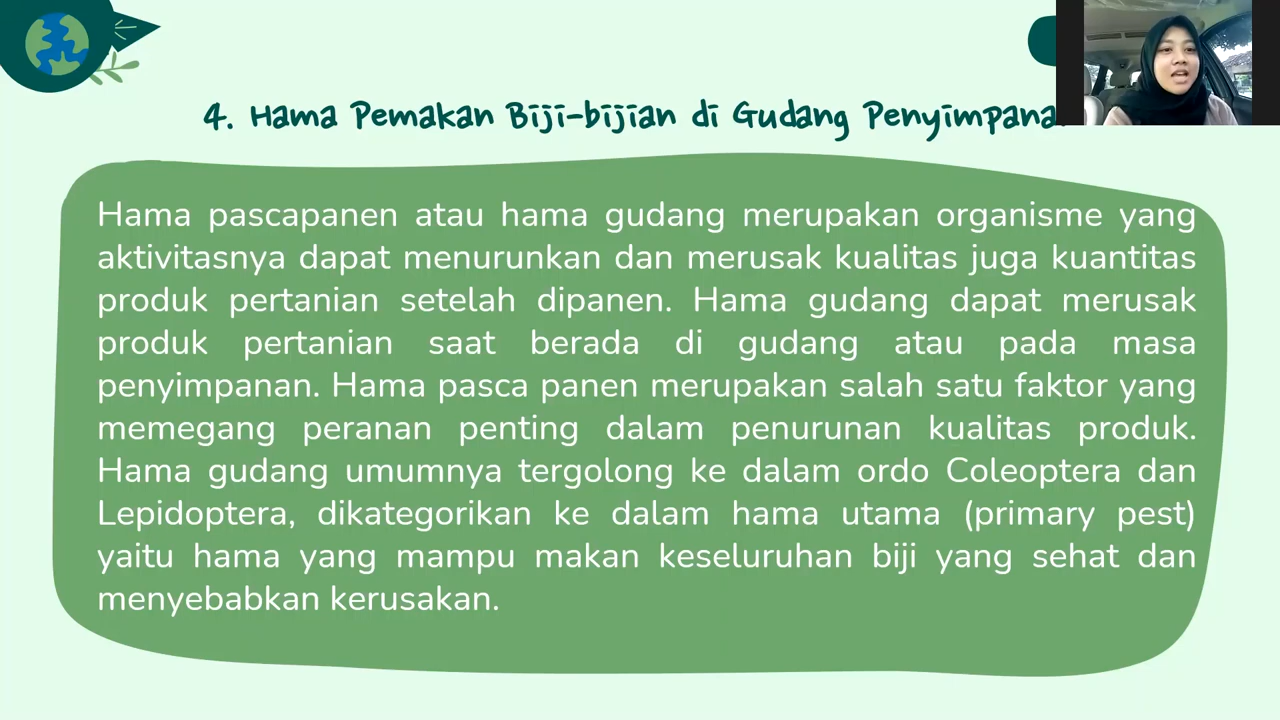 4. Hama Pemakan Biji-bijian di Gudang
Hama pascapanen atau hama gudang merupakan organisme yang
aktivitasnya dapat menurunkan dan merusak kualitas juga kuantitas
produk pertanian setelah dipanen. Hama gudang dapat merusak
produk pertanian saat berada di gudang atau pada masa
penyimpanan. Hama pasca panen merupakan salah satu faktor yang
memegang peranan penting dalam penurunan kualitas produk.
Hama gudang umumnya tergolong ke dalam ordo Coleoptera dan
Lepidoptera, dikategorikan ke dalam hama utama (primary pest)
yaitu hama yang mampu makan keseluruhan biji yang sehat dan
menyebabkan kerusakan.